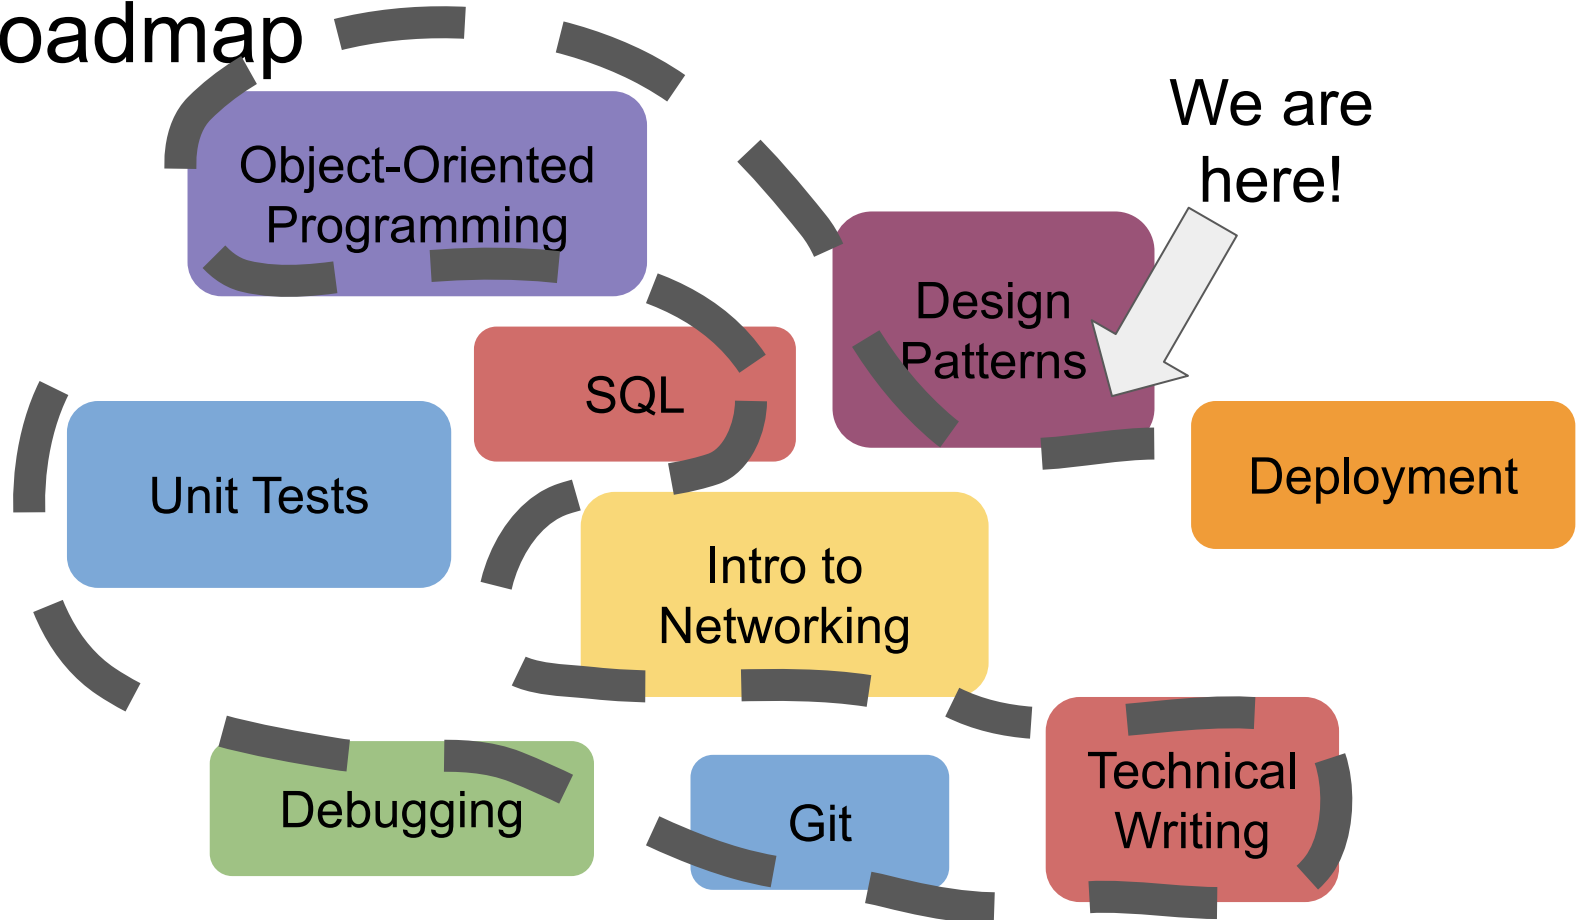 oadmap
We are
here!
Object-Oriented
Programming
Design
Patterns
SQL
Unit Tests
Deployment
Intro to
Networking
Technical
Writing
Debugging
Git